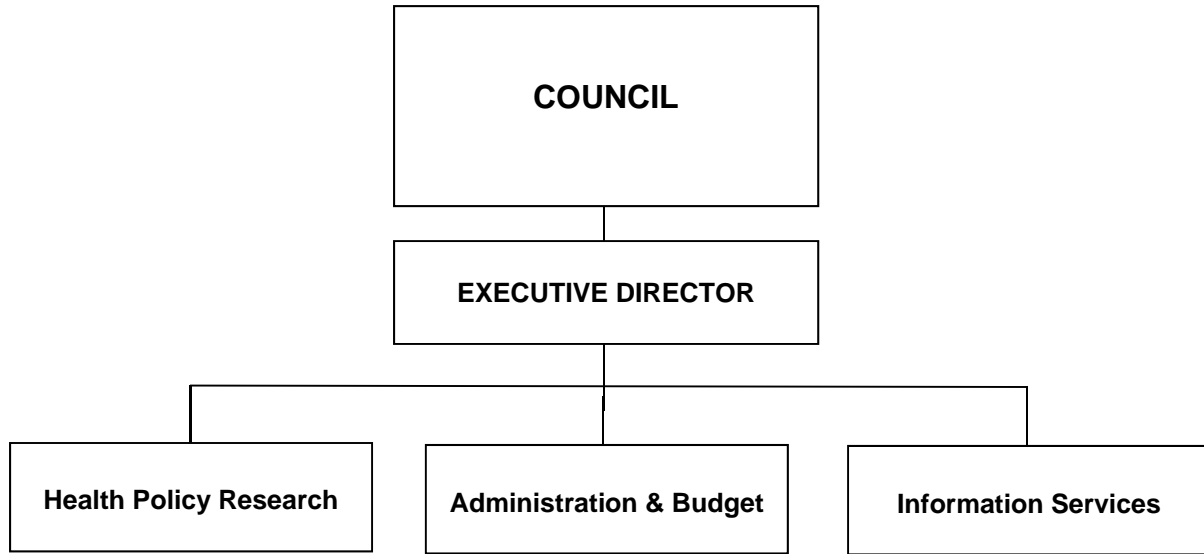 COUNCIL
EXECUTIVE DIRECTOR
Health Policy Research
Administration & Budget
Information Services